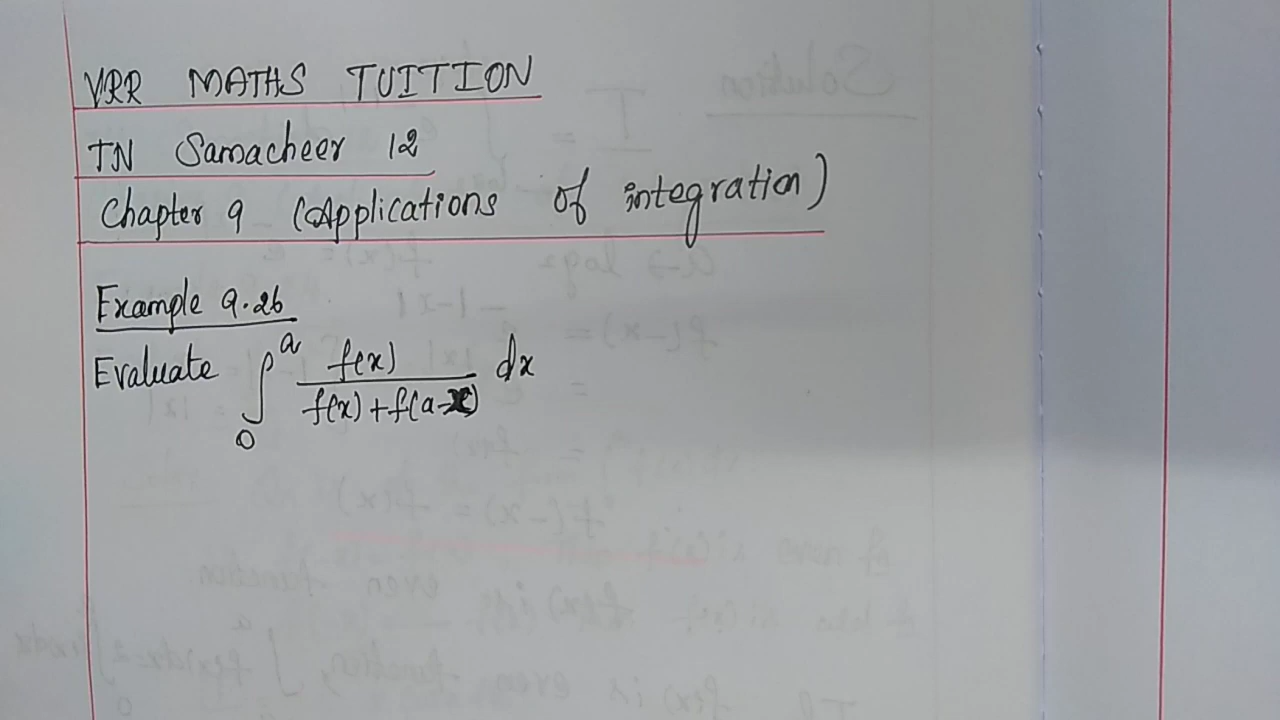 VRR MATHS TUITION
TN Samacheer 12
Chapter 9 (Applications of integration)
Example 9.26
Evaluate ∫₀ᵃ f(x) / (f(x)+f(a-x)) dx